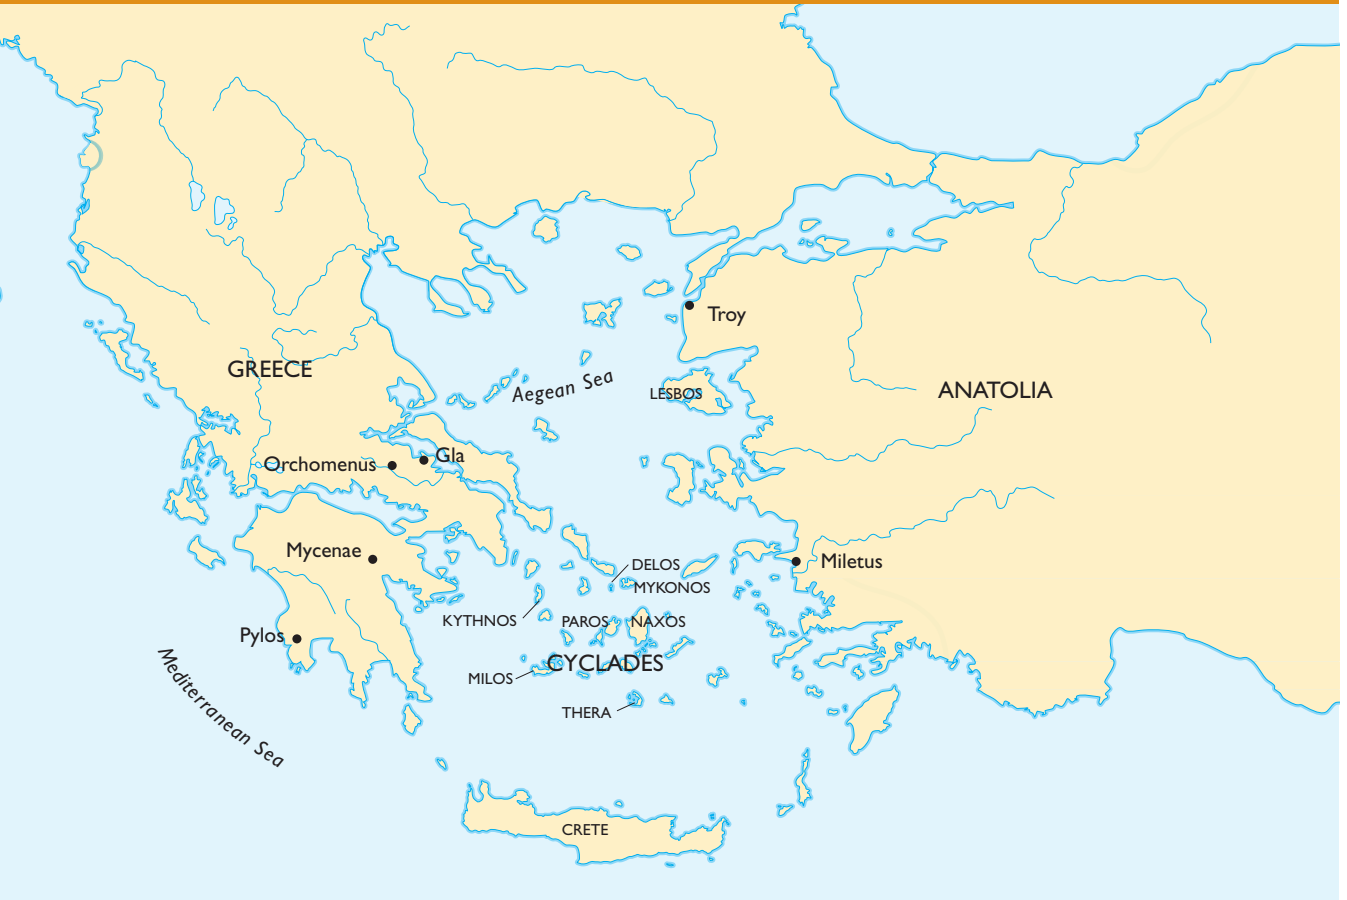 Troy
GREECE
Aegean Sea
LESBOS
ANATOLIA
Gla
Orchomenus
Mycenae
DELOS
Miletus
MYKONOS
KYTHNOS
PAROS
NAXOS
Pylos
Mediterranean Sea
CYCLADES
MILOS
THERA
CRETE